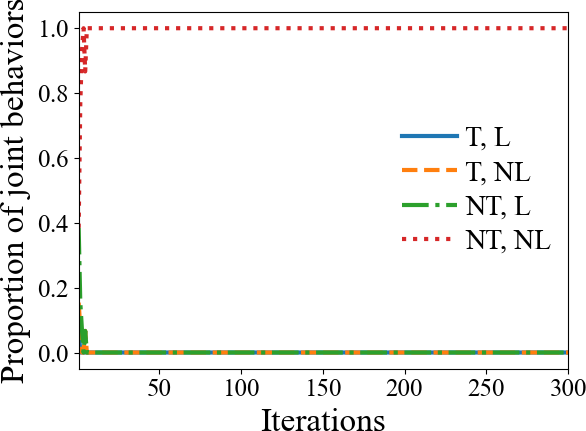 Proportion of joint behaviors
1.0
0.8
0.6
0.4
0.2
0.0
T, L
T, NL
NT, L
NT, NL
50 100 150 200 250 300
Iterations